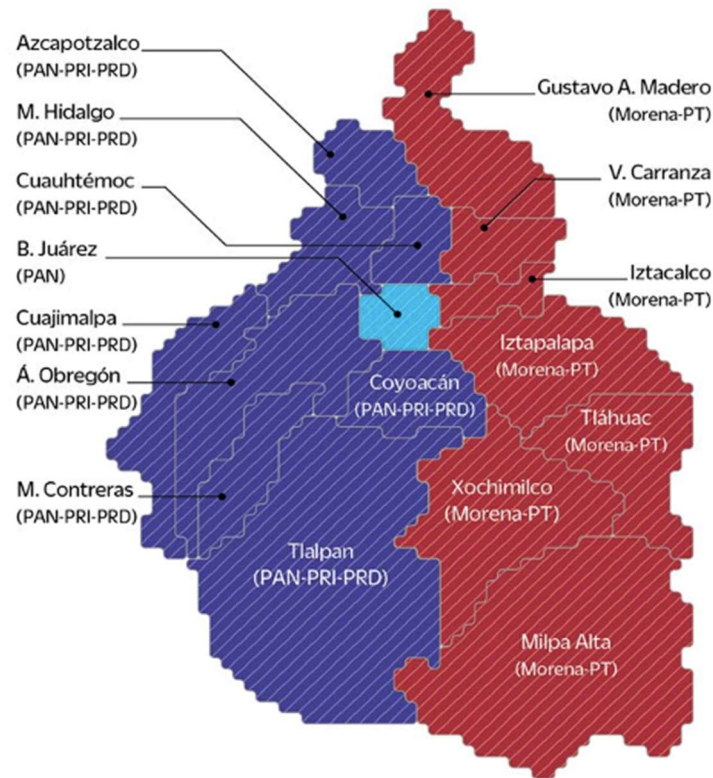 Azcapotzalco
(PAN-PRI-PRD)
M. Hidalgo
(PAN-PRI-PRD)
Cuauhtémoc
(PAN-PRI-PRD)
B. Juárez
(PAN)
Cuajimalpa
(PAN-PRI-PRD)
Á. Obregón
(PAN-PRI-PRD)
M. Contreras
(PAN-PRI-PRD)
Gustavo A. Madero
(Morena-PT)
V. Carranza
(Morena-PT)
Iztacalco
(Morena-PT)
Iztapalapa
(Morena-PT)
Coyoacán
(PAN-PRI-PRD)
Tláhuac
(Morena-PT)
Xochimilco
(Morena-PT)
Tlalpan
(PAN-PRI-PRD)
Milpa Alta
(Morena-PT)